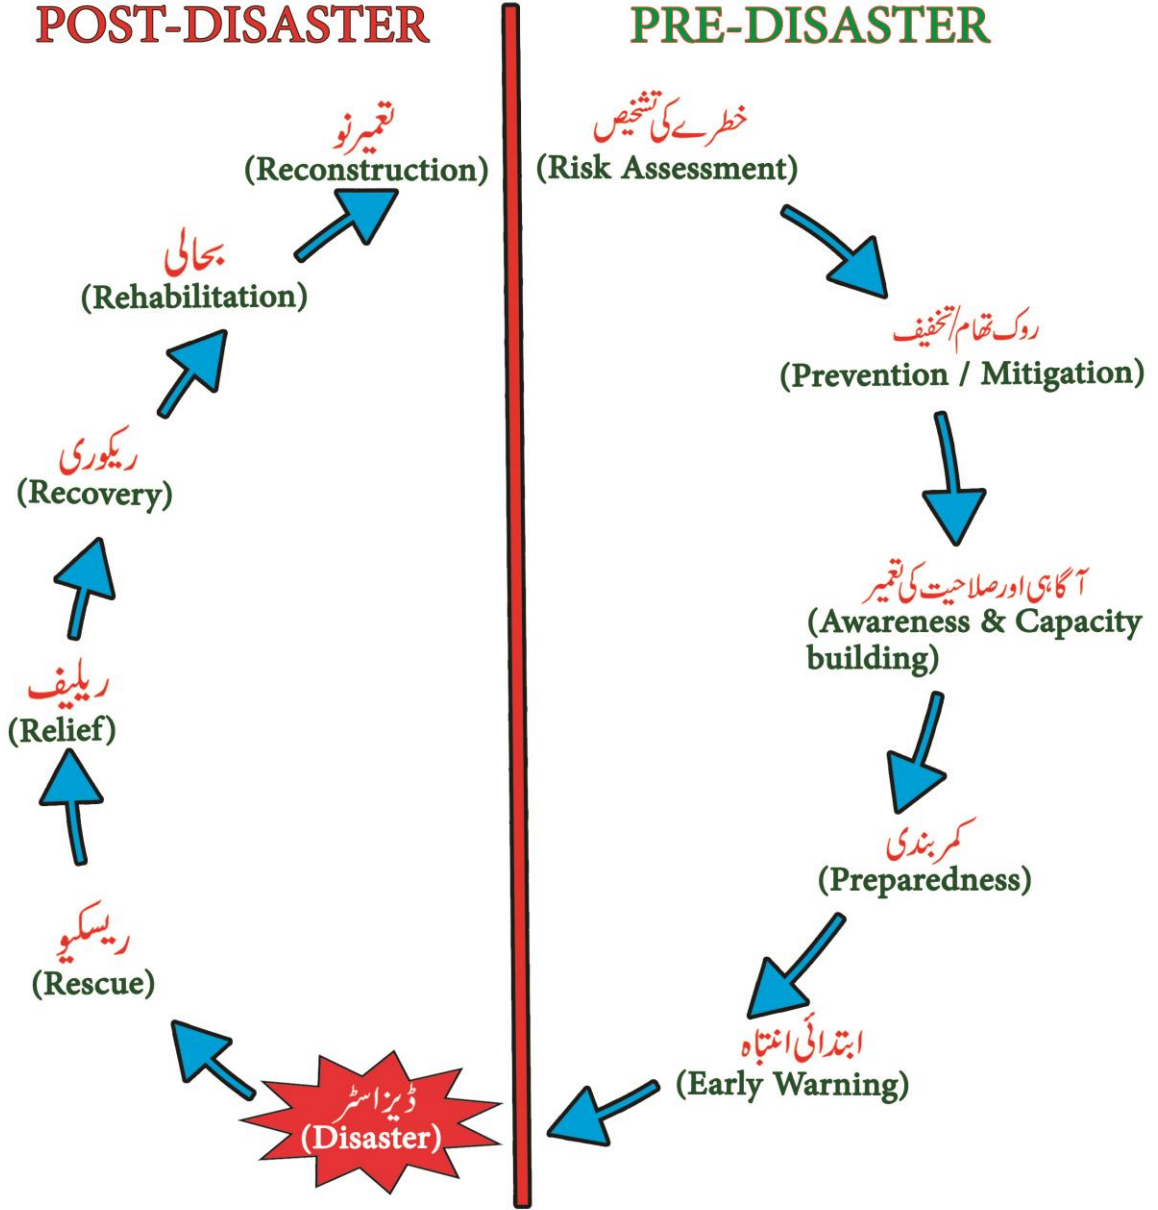 POST-DISASTER
PRE-DISASTER
خطرے کی تشخیص
(Risk Assessment)
روک تھام/تخفیف
(Prevention / Mitigation)
آگاہی اور صلاحیت کی تعمیر
(Awareness & Capacity
building)
کمر بندی
(Preparedness)
ابتدائی انتباہ
(Early Warning)
ڈیزاسٹر
(Disaster)
ریسکیو
(Rescue)
ریلیف
(Relief)
ریکوری
(Recovery)
بحالی
(Rehabilitation)
تعمیر نو
(Reconstruction)